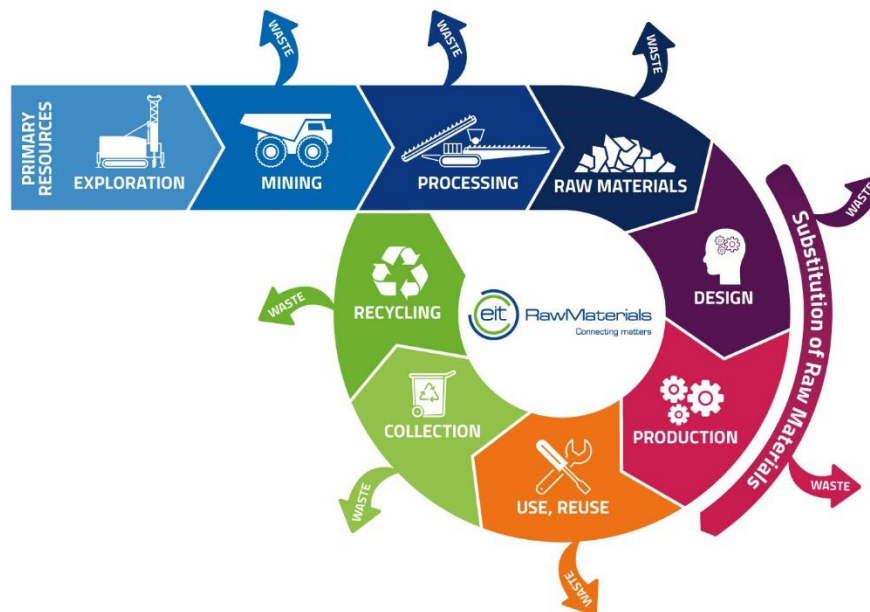 WASTE
WASTE
WASTE
PRIMARY
RESOURCES
EXPLORATION
MINING
PROCESSING
RAW MATERIALS
WASTE
Substitution of Raw Materials
DESIGN
RECYCLING
WASTE
eit RawMaterials
Connecting matters
COLLECTION
PRODUCTION
WASTE
USE, REUSE
WASTE
WASTE